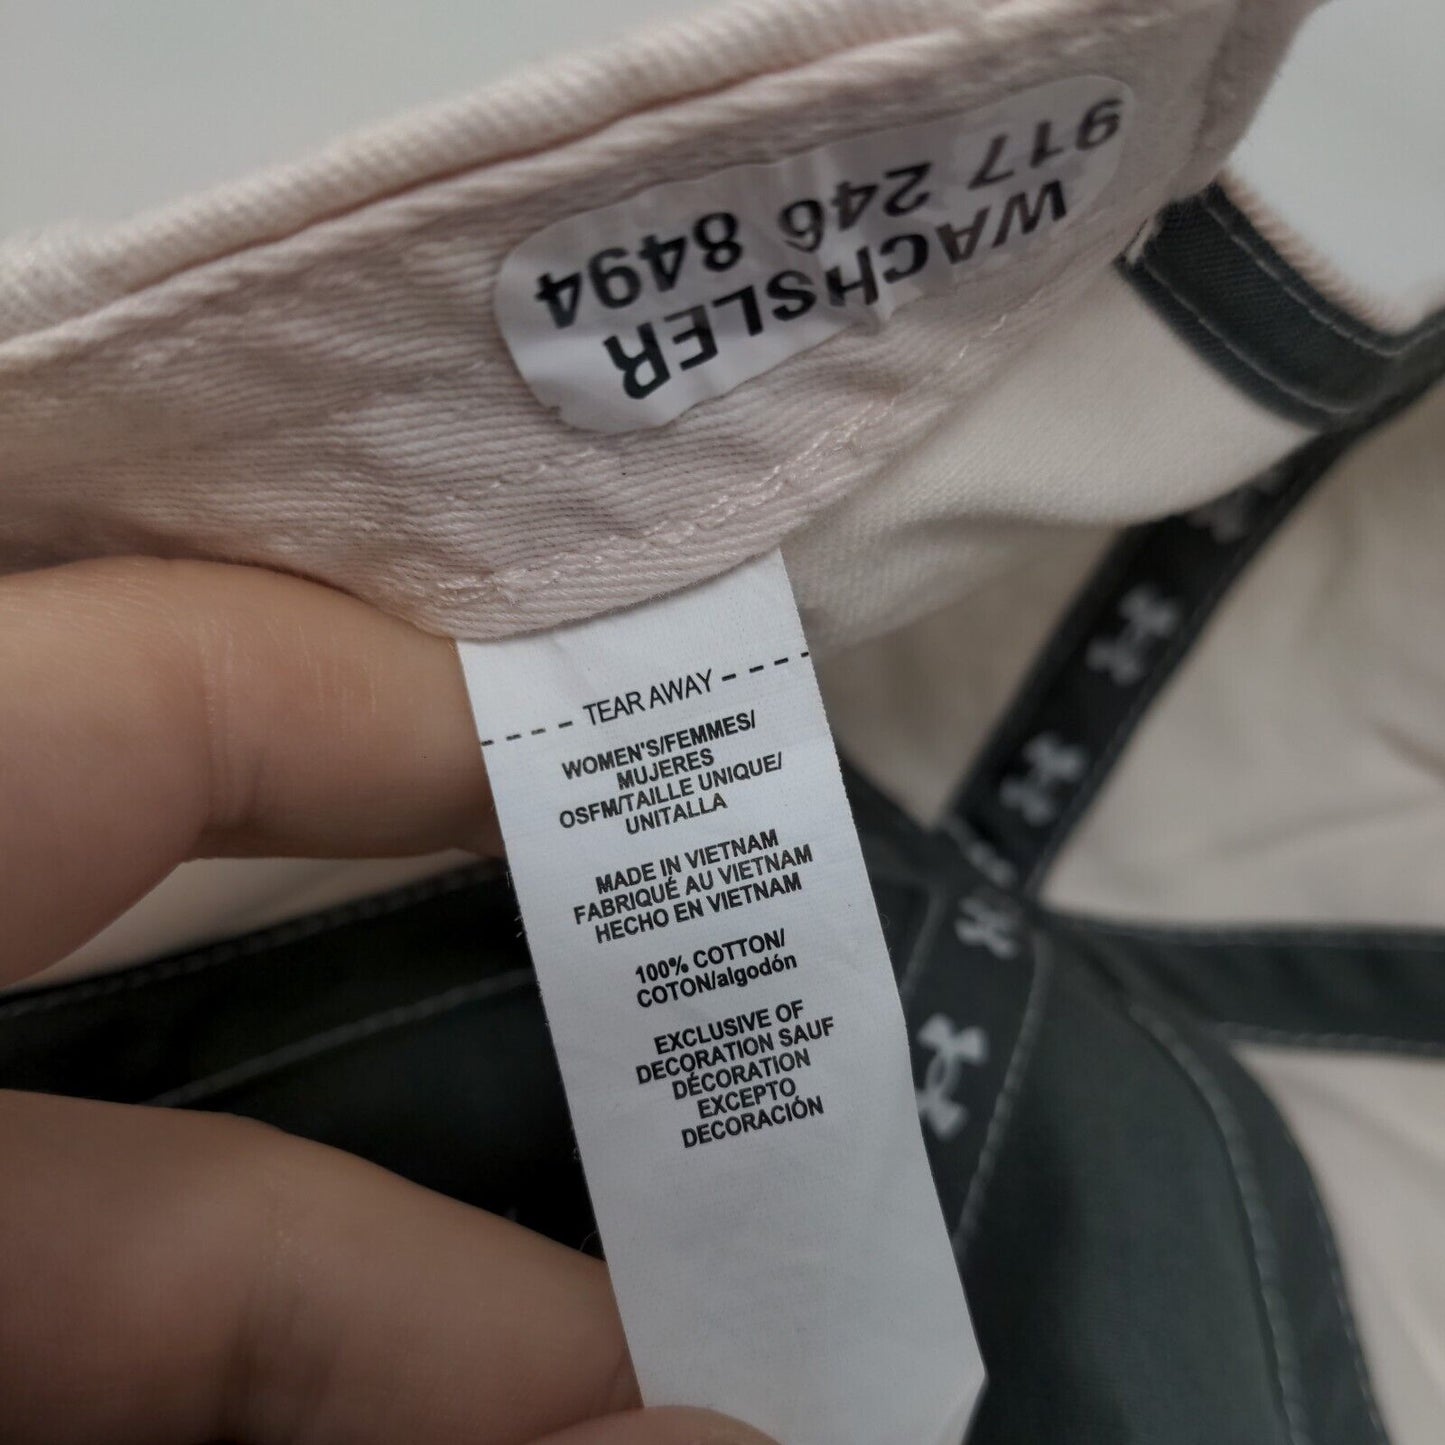 WACHSLER
917 246 8494
---- TEAR AWAY ----
WOMEN'S/FEMMES/
MUJERES
OSFM/TAILLE UNIQUE/
UNITALLA
MADE IN VIETNAM
FABRIQUÉ AU VIETNAM
HECHO EN VIETNAM
100% COTTON/
COTON/algodón
EXCLUSIVE OF
DECORATION SAUF
DÉCORATION
EXCEPTO
DECORACIÓN